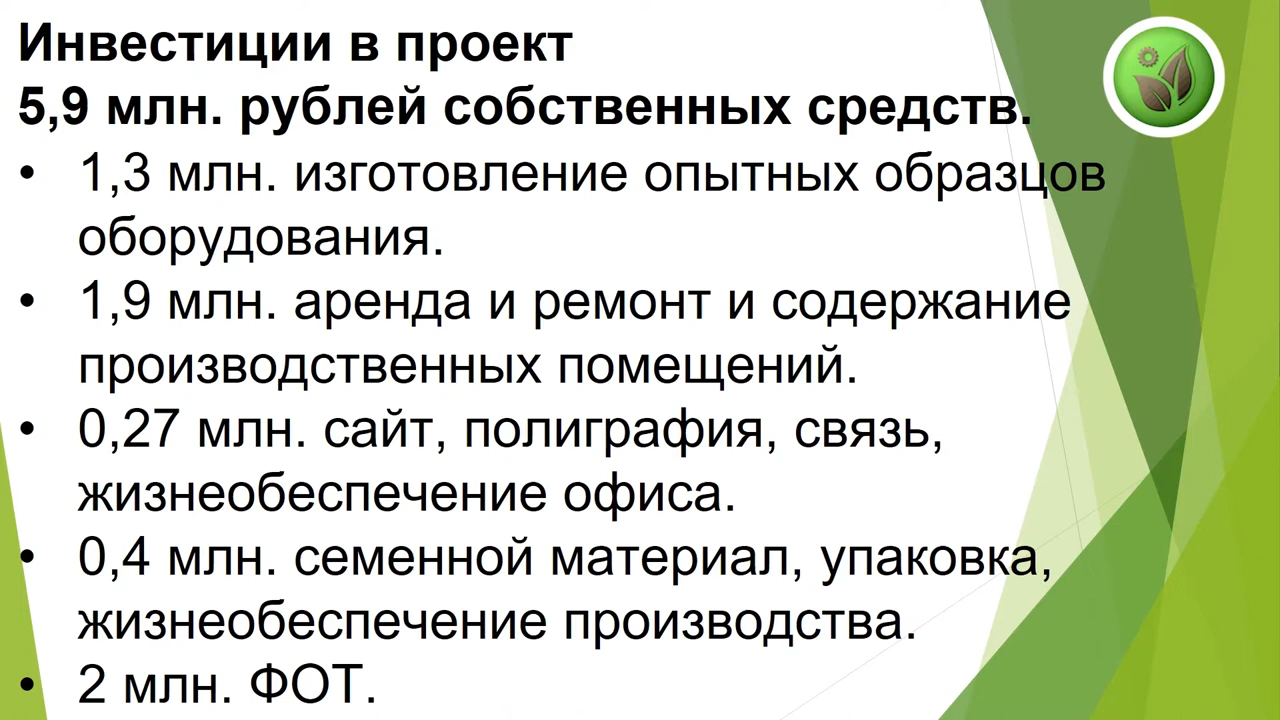 Инвестиции в проект
5,9 млн. рублей собственных средств.
• 1,3 млн. изготовление опытных образцов
оборудования.
• 1,9 млн. аренда и ремонт и содержание
производственных помещений.
• 0,27 млн. сайт, полиграфия, связь,
жизнеобеспечение офиса.
• 0,4 млн. семенной материал, упаковка,
жизнеобеспечение производства.
• 2 млн. ФОТ.